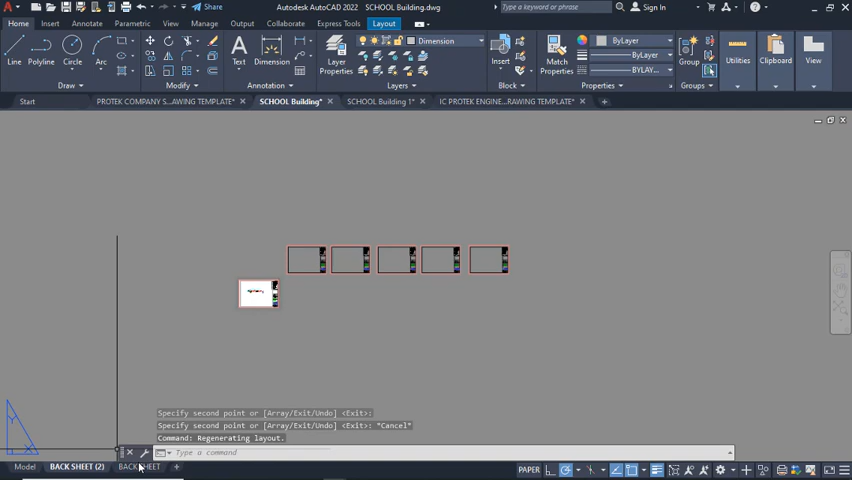 Share
Autodesk AutoCAD 2022 SCHOOL Building.dwg
Type a keyword or phrase
Sign In
Home Insert Annotate Parametric View Manage Output Collaborate Express Tools Layout
Line Polyline Circle Arc
Text Dimension
Layer Properties
Dimension
Insert
Match Properties
ByLayer
ByLayer
BYLAY...
Group
Utilities Clipboard View
Draw Modify Annotation Layers Block Properties Groups
Start PROTEK COMPANY S...AWING TEMPLATE* SCHOOL Building* SCHOOL Building 1* IC PROTEK ENGINE...RAWING TEMPLATE*
Y
X
Specify second point or [Array/Exit/Undo] <Exit>:
Specify second point or [Array/Exit/Undo] <Exit>: *Cancel*
Command: Regenerating layout.
Type a command
Model BACK SHEET (2) BACK SHEET
PAPER